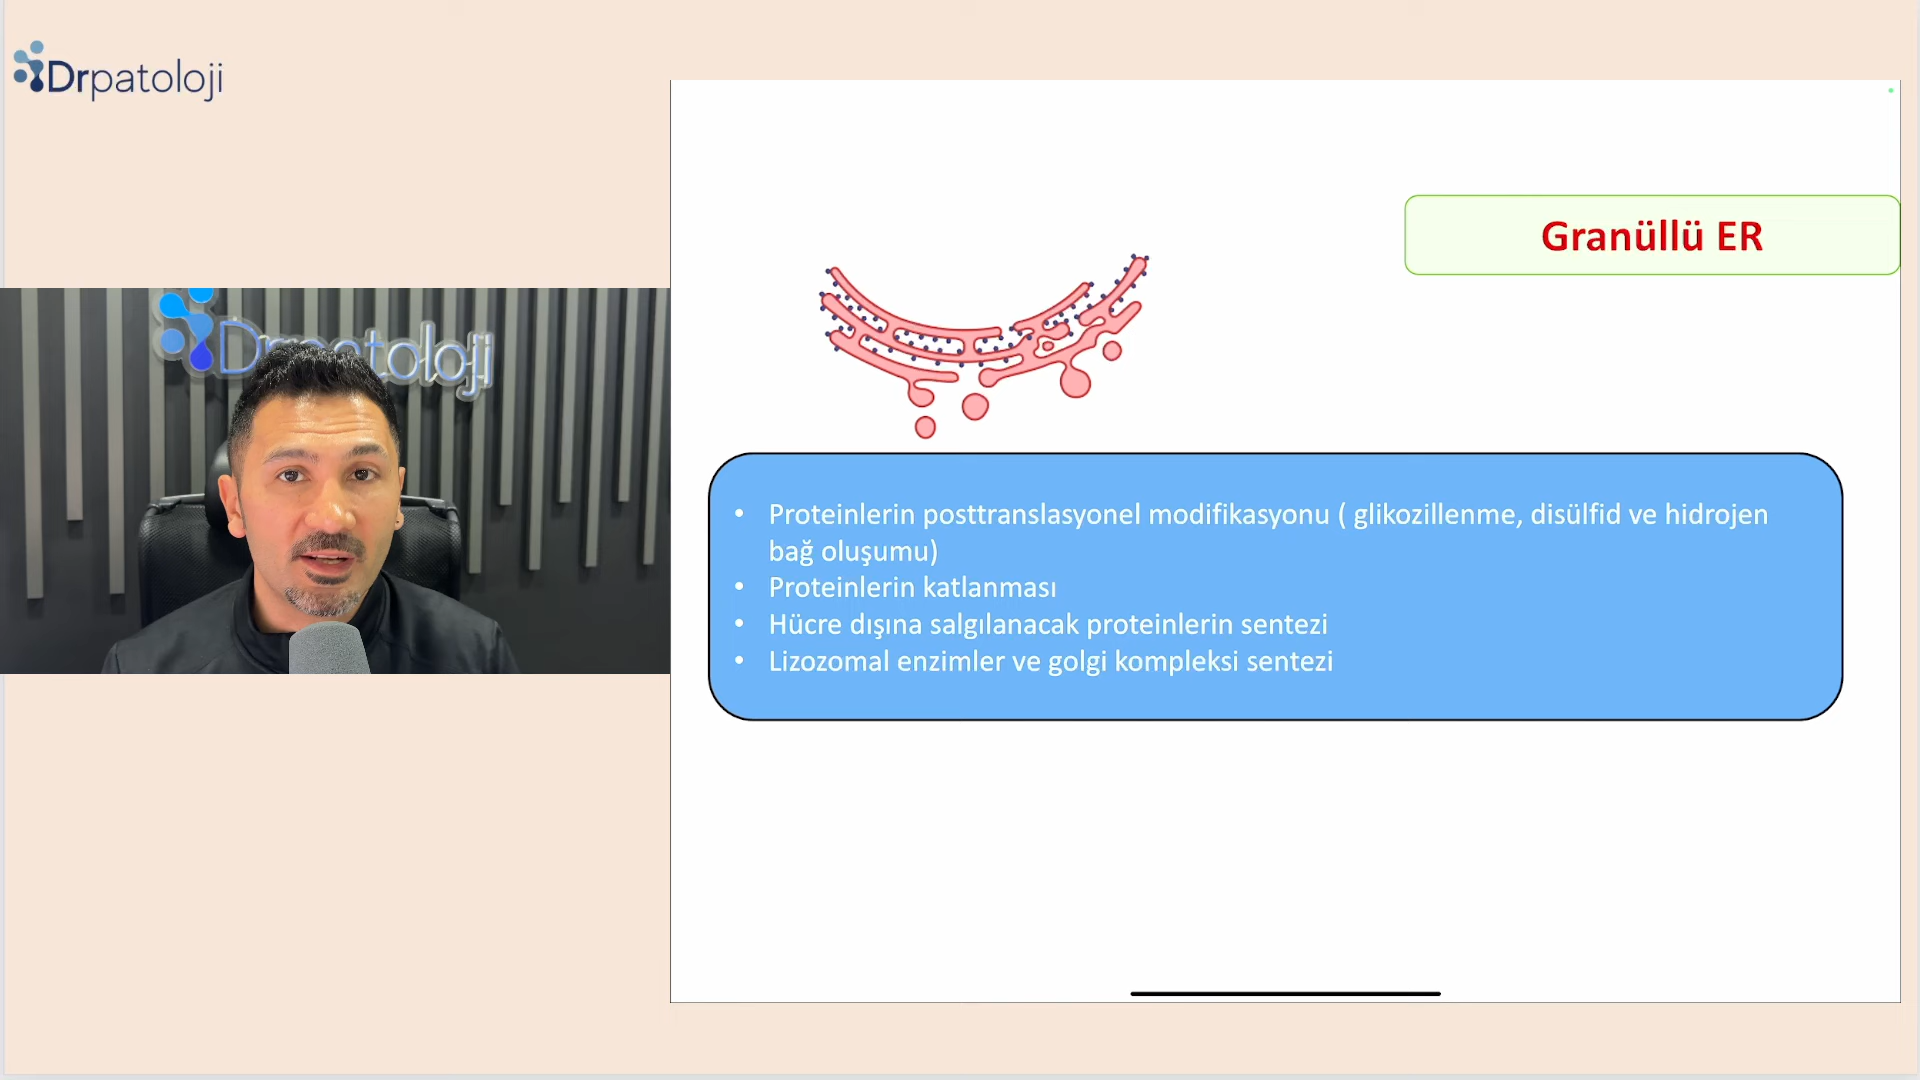 Drpatoloji
Drpatoloji
Granüllü ER
• Proteinlerin posttranslasyonel modifikasyonu ( glikozillenme, disülfid ve hidrojen
bağ oluşumu)
• Proteinlerin katlanması
• Hücre dışına salgılanacak proteinlerin sentezi
• Lizozomal enzimler ve golgi kompleksi sentezi